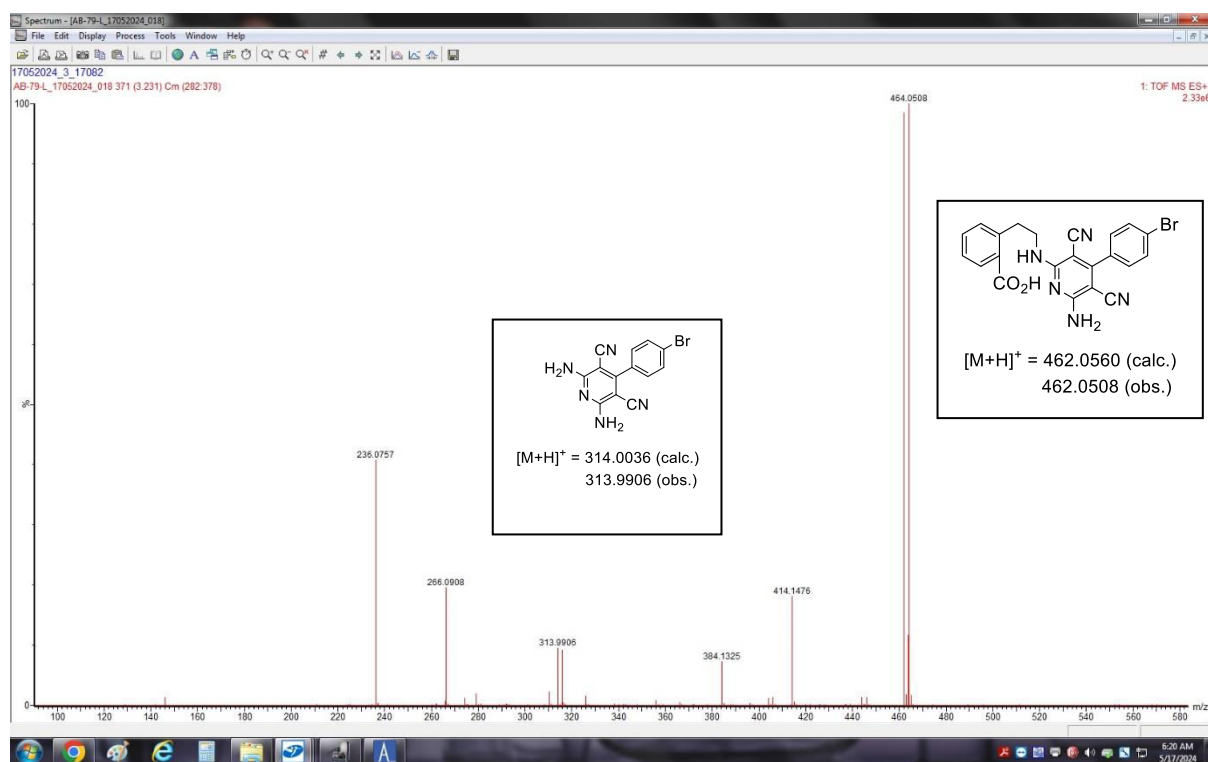 Spectrum - [AB-79-L_17052024_018]
File Edit Display Process Tools Window Help
17052024_3_17082
AB-79-L_17052024_018 371 (3.231) Cm (282:378)
1: TOF MS ES+
2.33e6
100
%
0
464.0508
414.1476
384.1325
313.9906
266.0908
236.0757
H2N
CN
Br
N
CN
NH2
[M+H]+ = 314.0036 (calc.)
313.9906 (obs.)
CN
Br
HN
CO2H
N
CN
NH2
[M+H]+ = 462.0560 (calc.)
462.0508 (obs.)
100 120 140 160 180 200 220 240 260 280 300 320 340 360 380 400 420 440 460 480 500 520 540 560 580 m/z
6:20 AM
5/17/2024